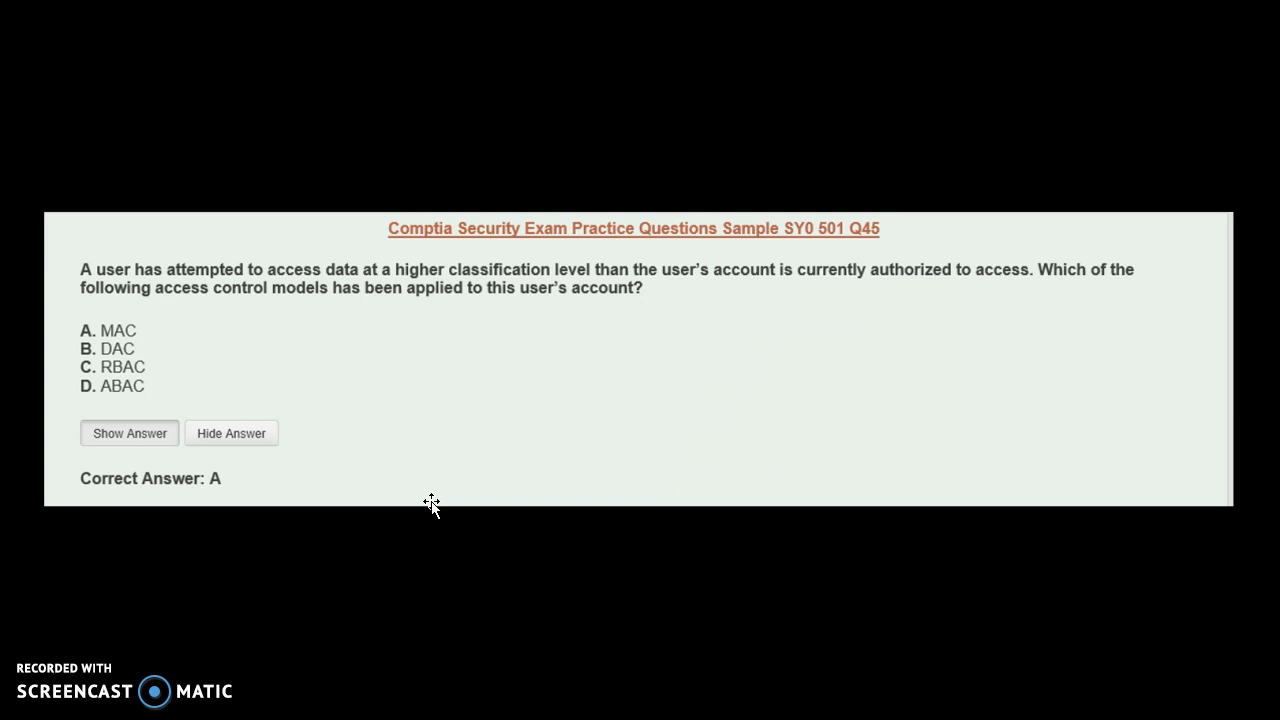 Comptia Security Exam Practice Questions Sample SY0 501 Q45
A user has attempted to access data at a higher classification level than the user's account is currently authorized to access. Which of the
following access control models has been applied to this user's account?
A. MAC
B. DAC
C. RBAC
D. ABAC
Show Answer Hide Answer
Correct Answer: A
RECORDED WITH
SCREENCAST MATIC